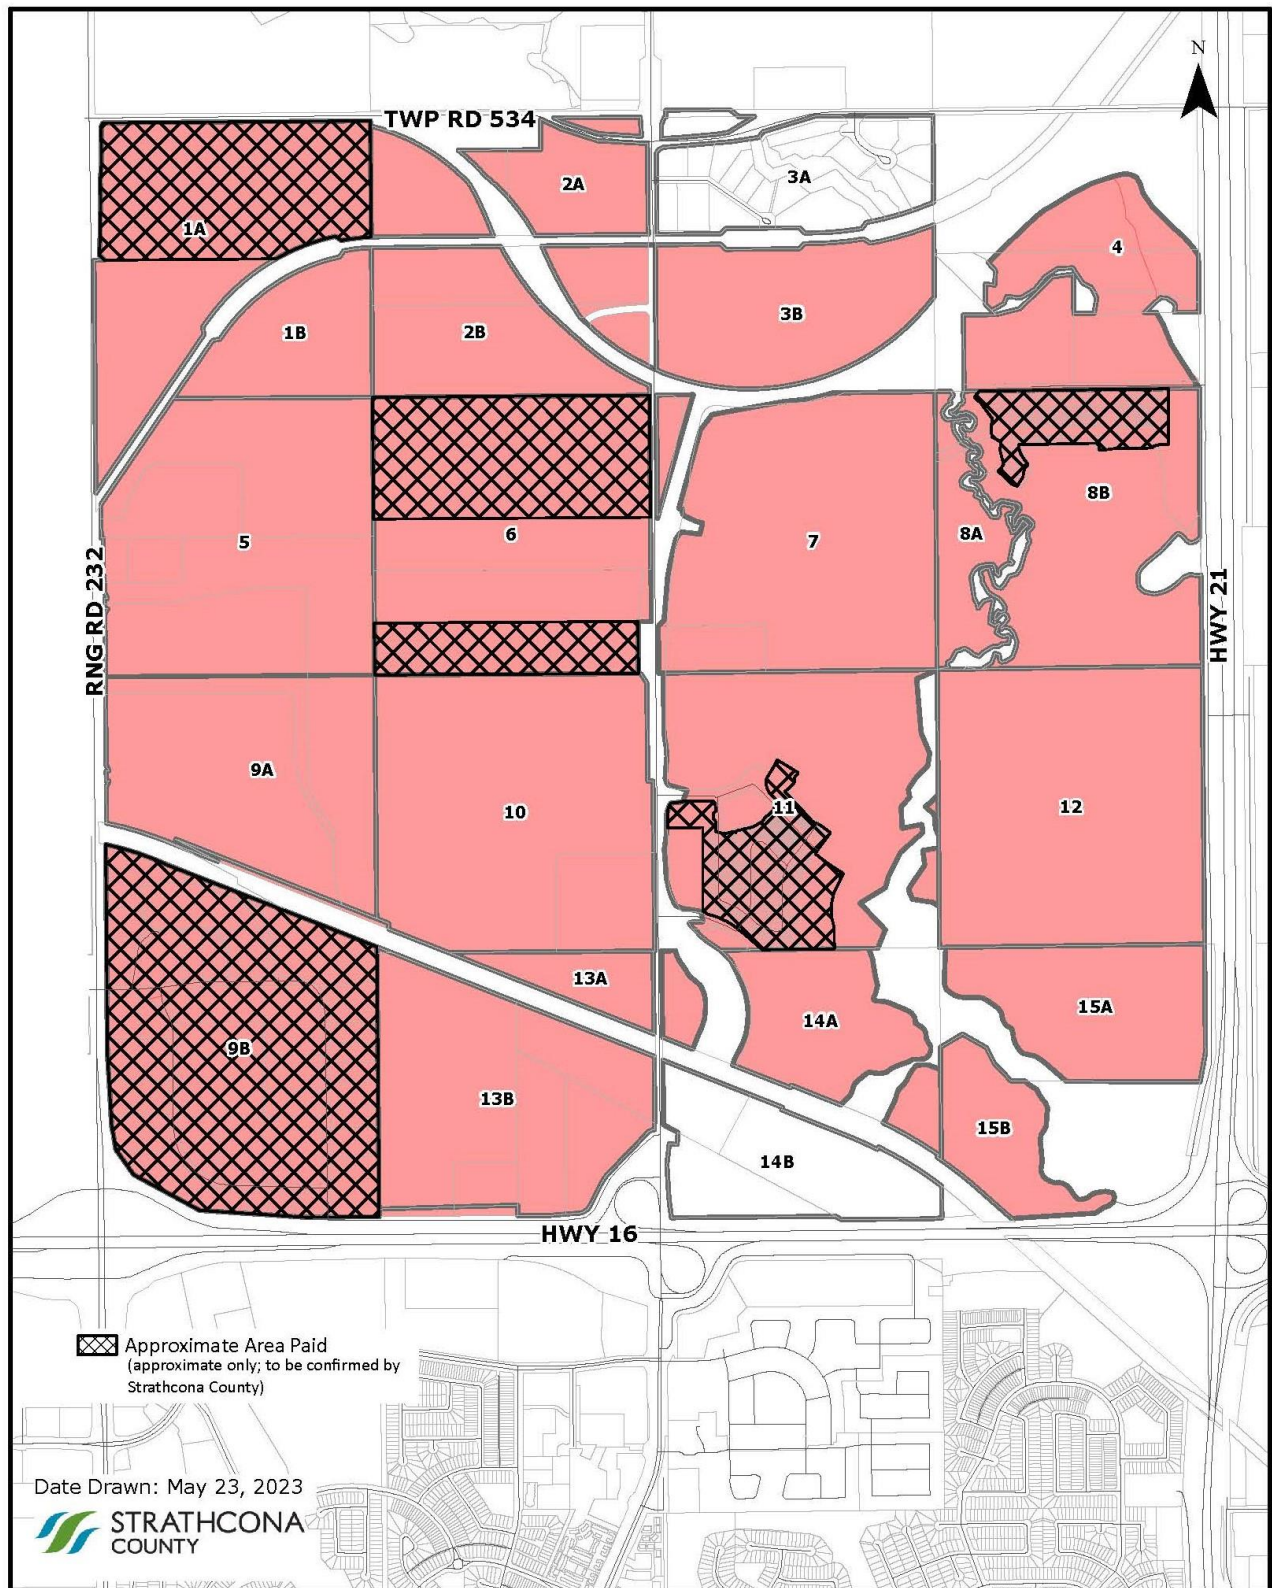 N
TWP RD 534
3A
2A
1A
4
3B
1B
2B
8B
6
8A
5
7
RNG RD 232
HWY 21
9A
11
12
10
13A
15A
14A
9B
13B
15B
14B
HWY 16
Approximate Area Paid
(approximate only; to be confirmed by
Strathcona County)
Date Drawn: May 23, 2023
STRATHCONA
COUNTY